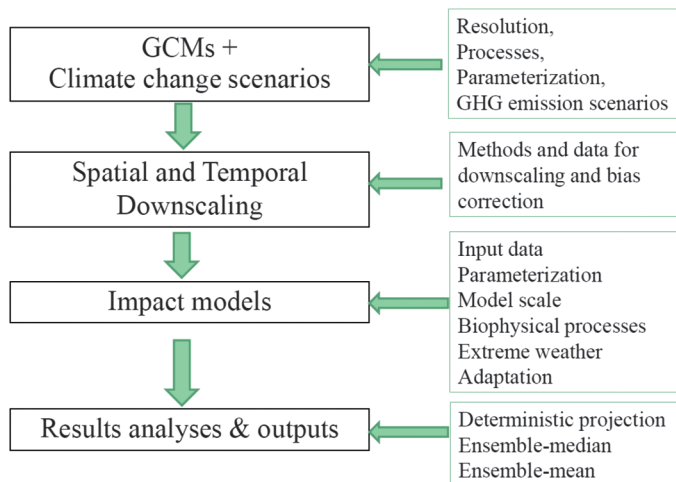 GCMs +
Climate change scenarios
Resolution,
Processes,
Parameterization,
GHG emission scenarios
Spatial and Temporal
Downscaling
Methods and data for
downscaling and bias
correction
Impact models
Input data
Parameterization
Model scale
Biophysical processes
Extreme weather
Adaptation
Results analyses & outputs
Deterministic projection
Ensemble-median
Ensemble-mean